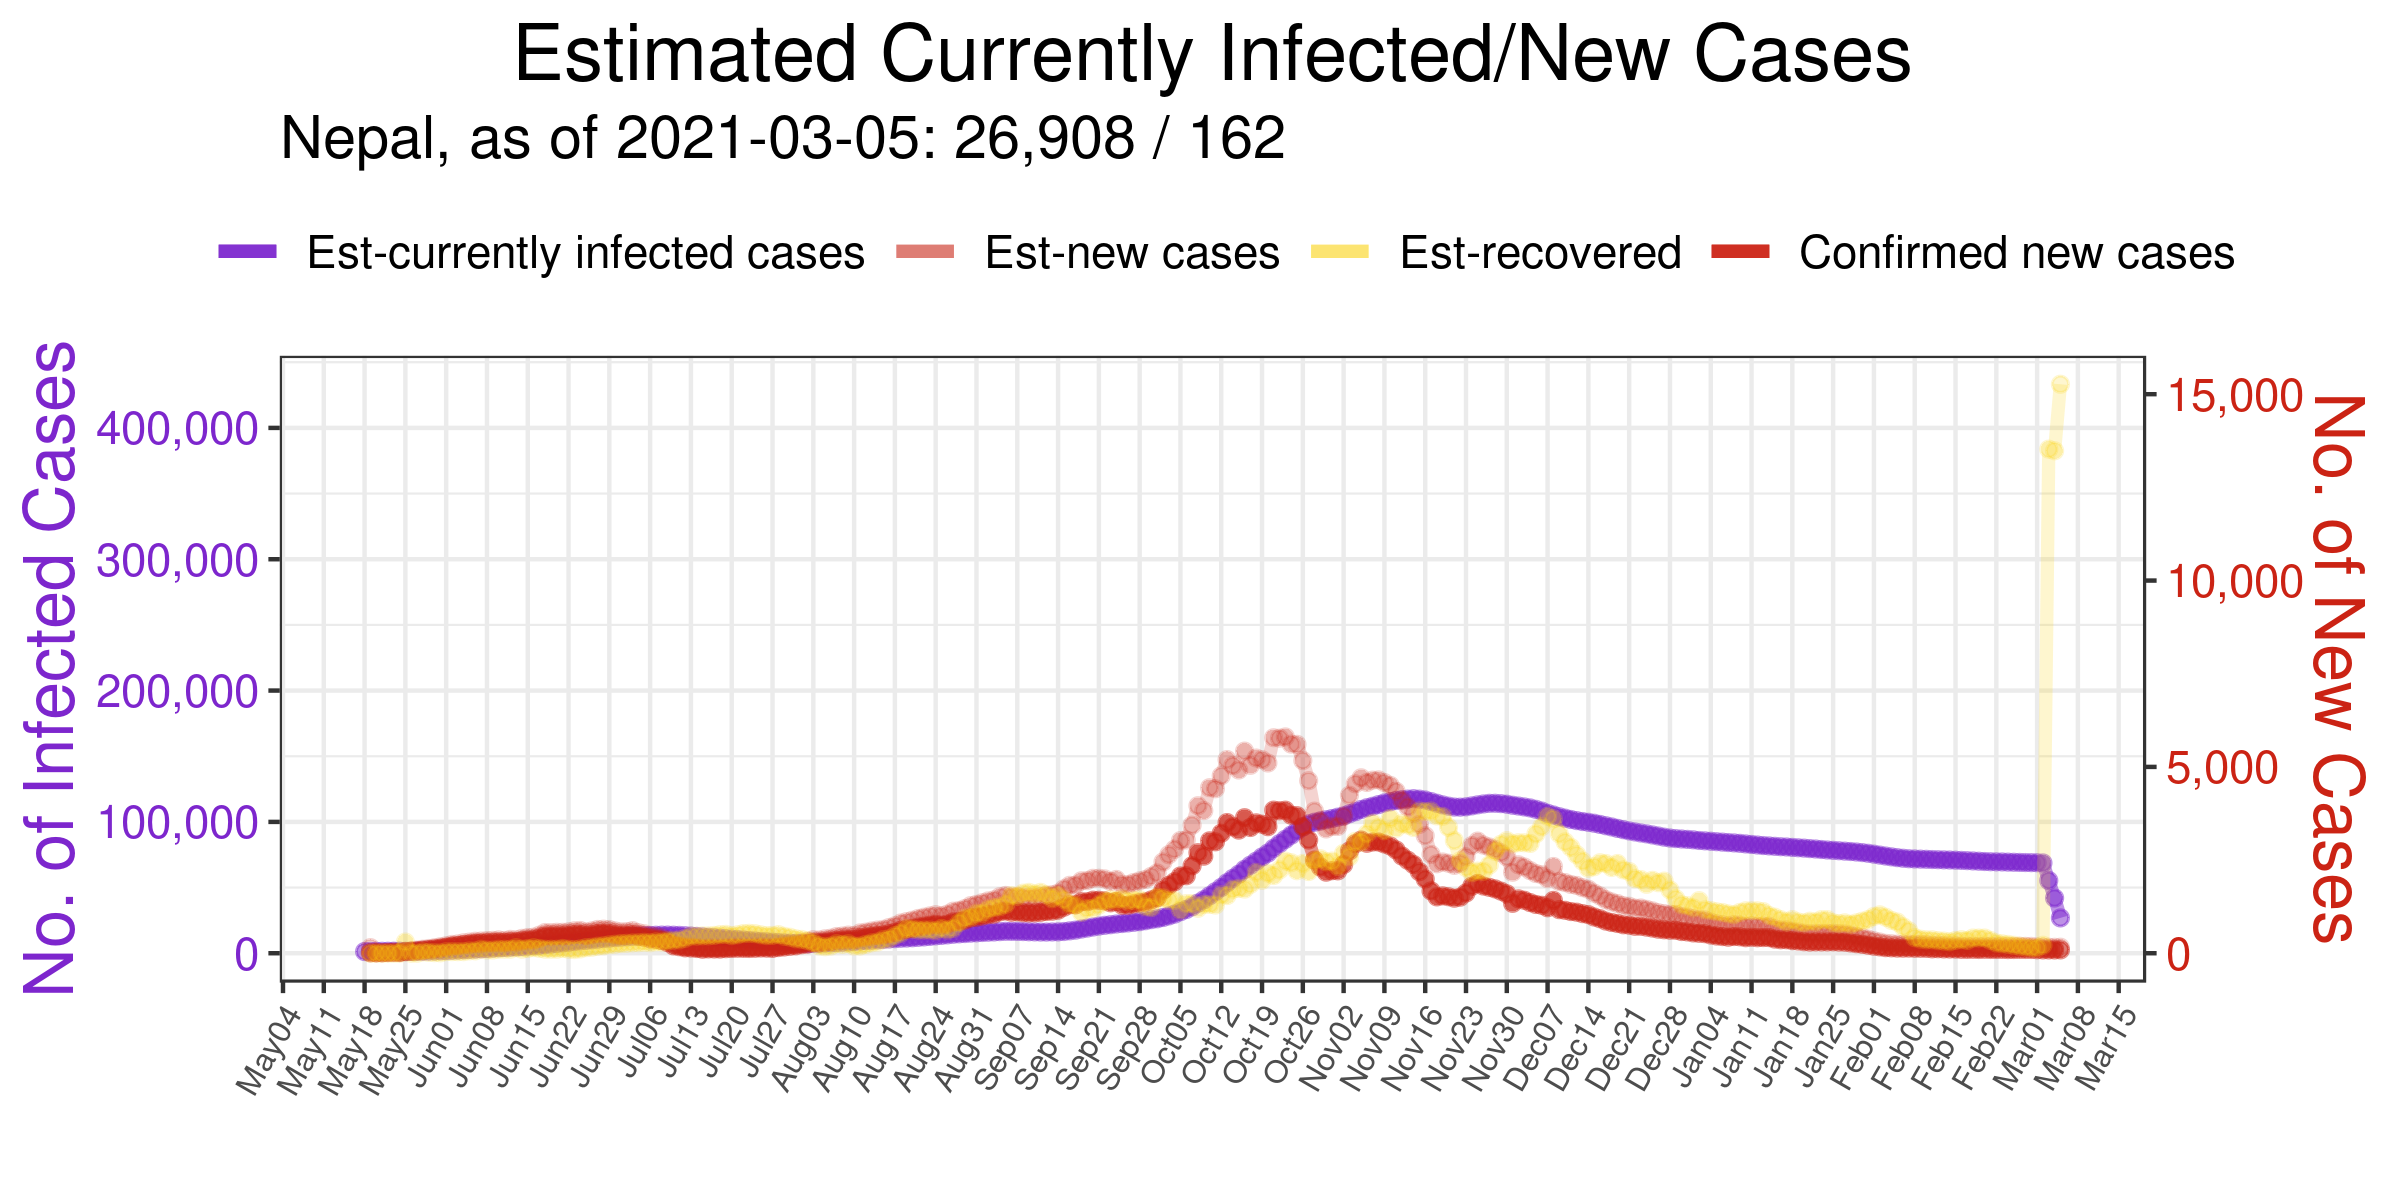 Estimated Currently Infected/New Cases
Nepal, as of 2021-03-05: 26,908 / 162
Est-currently infected cases Est-new cases Est-recovered Confirmed new cases
No. of Infected Cases
400,000
300,000
200,000
100,000
0
15,000
10,000
5,000
0
No. of New Cases
May04 May11 May18 May25 Jun01 Jun08 Jun15 Jun22 Jun29 Jul06 Jul13 Jul20 Jul27 Aug03 Aug10 Aug17 Aug24 Aug31 Sep07 Sep14 Sep21 Sep28 Oct05 Oct12 Oct19 Oct26 Nov02 Nov09 Nov16 Nov23 Nov30 Dec07 Dec14 Dec21 Dec28 Jan04 Jan11 Jan18 Jan25 Feb01 Feb08 Feb15 Feb22 Mar01 Mar08 Mar15